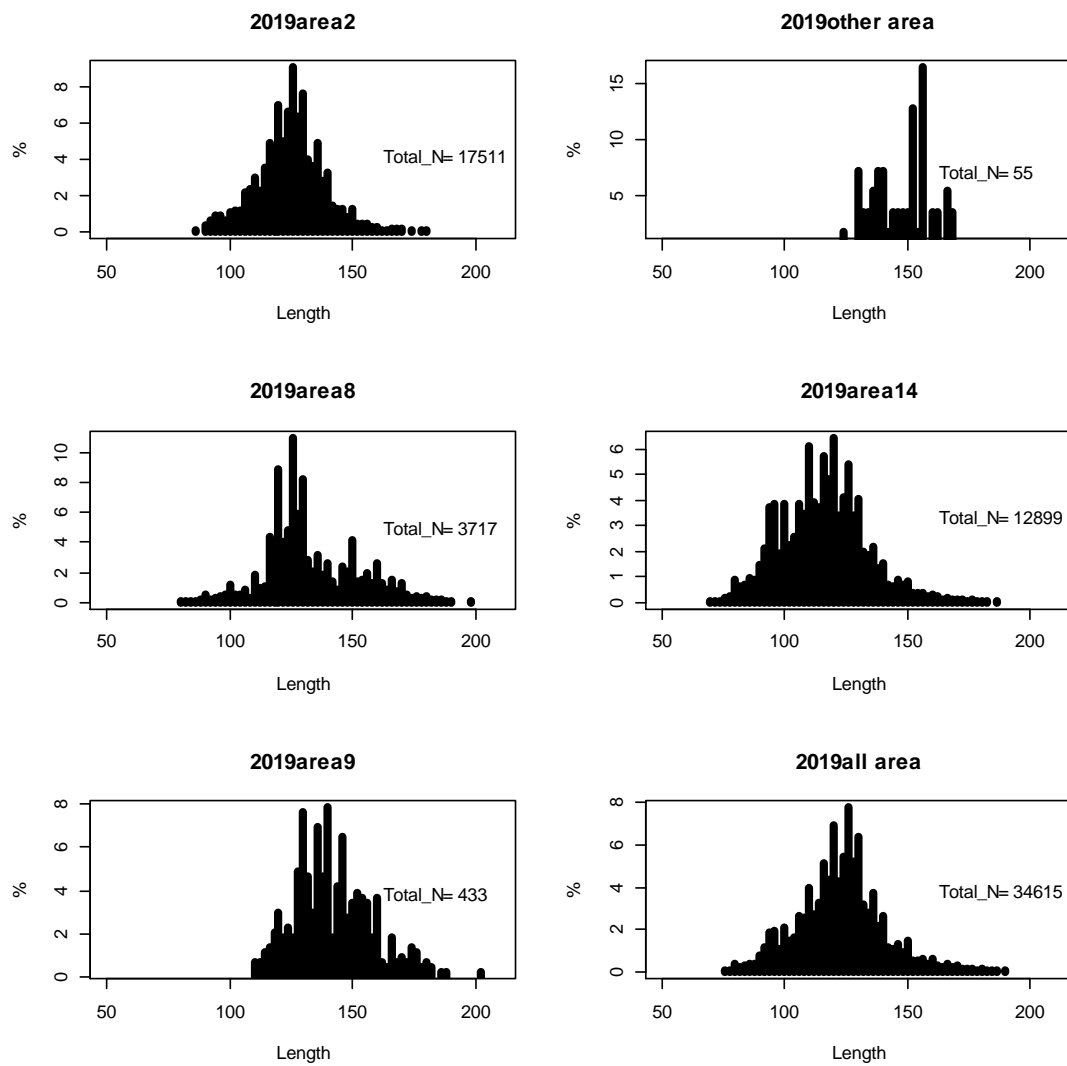 2019area2
%
8
6
4
2
0
Total_N= 17511
50 100 150 200
Length
2019other area
%
15
10
5
Total_N= 55
50 100 150 200
Length
2019area8
%
10
8
6
4
2
0
Total_N= 3717
50 100 150 200
Length
2019area14
%
6
5
4
3
2
1
0
Total_N= 12899
50 100 150 200
Length
2019area9
%
8
6
4
2
0
Total_N= 433
50 100 150 200
Length
2019all area
%
8
6
4
2
0
Total_N= 34615
50 100 150 200
Length